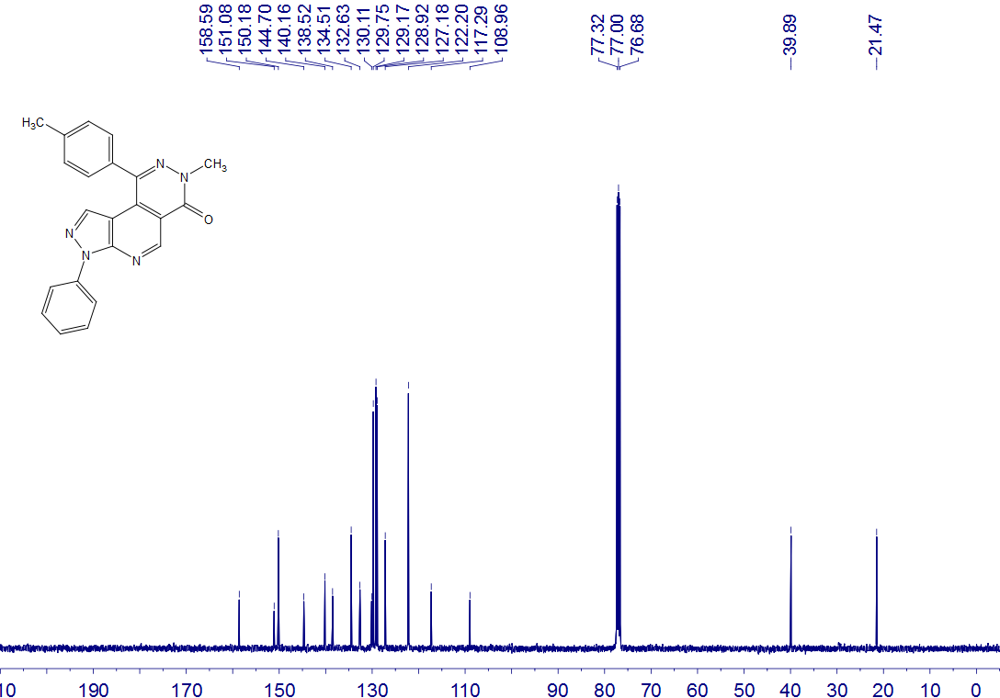 158.59
151.08
150.18
144.70
140.16
138.52
134.51
132.63
130.11
129.75
129.17
128.92
127.18
122.20
117.29
108.96
77.32
77.00
76.68
39.89
21.47
H3C
N
N
CH3
O
N
N
N
10 190 170 150 130 110 90 80 70 60 50 40 30 20 10 0